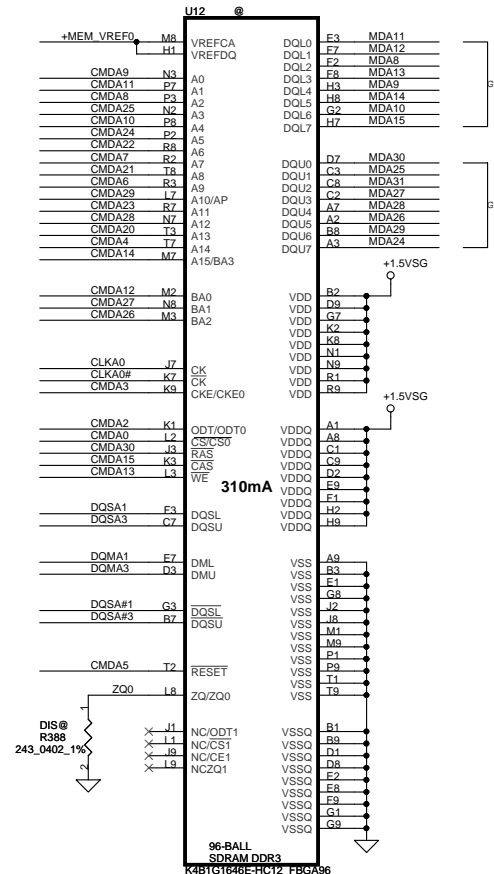 U12 @
+MEM_VREF0 M8 VREFCA
H1 VREFDQ
CMDA9 N3 A0
CMDA11 P7 A1
CMDA8 P3 A2
CMDA25 N2 A3
CMDA10 P8 A4
CMDA24 P2 A5
CMDA22 R8 A6
CMDA7 R2 A7
CMDA21 T8 A8
CMDA6 R3 A9
CMDA29 L7 A10/AP
CMDA23 R7 A11
CMDA28 N7 A12
CMDA20 T3 A13
CMDA4 T7 A14
CMDA14 M7 A15/BA3
CMDA12 M2 BA0
CMDA27 N8 BA1
CMDA26 M3 BA2
CLKA0 J7 CK
CLKA0# K7 CK
CMDA3 K9 CKE/CKE0
CMDA2 K1 ODT/ODT0
CMDA0 L2 CS/CS0
CMDA30 J3 RAS
CMDA15 K3 CAS
CMDA13 L3 WE
310mA
DQSA1 F3 DQSL
DQSA3 C7 DQSU
DQMA1 E7 DML
DQMA3 D3 DMU
DQSA#1 G3 DQSL
DQSA#3 B7 DQSU
CMDA5 T2 RESET
ZQ0 L8 ZQ/ZQ0
1
DIS@
R388
243_0402_1%
2
J1 NC/ODT1
L1 NC/CS1
J9 NC/CE1
L9 NCZQ1
DQL0 E3 MDA11
DQL1 F7 MDA12
DQL2 F2 MDA8
DQL3 F8 MDA13
DQL4 H3 MDA9
DQL5 H8 MDA14
DQL6 G2 MDA10
DQL7 H7 MDA15
G
DQU0 D7 MDA30
DQU1 C3 MDA25
DQU2 C8 MDA31
DQU3 C2 MDA27
DQU4 A7 MDA28
DQU5 A2 MDA26
DQU6 B8 MDA29
DQU7 A3 MDA24
G
+1.5VSG
VDD B2
VDD D9
VDD G7
VDD K2
VDD K8
VDD N1
VDD N9
VDD R1
VDD R9
+1.5VSG
VDDQ A1
VDDQ A8
VDDQ C1
VDDQ C9
VDDQ D2
VDDQ E9
VDDQ F1
VDDQ H2
VDDQ H9
VSS A9
VSS B3
VSS E1
VSS G8
VSS J2
VSS J8
VSS M1
VSS M9
VSS P1
VSS P9
VSS T1
VSS T9
VSSQ B1
VSSQ B9
VSSQ D1
VSSQ D8
VSSQ E2
VSSQ E8
VSSQ F9
VSSQ G1
VSSQ G9
96-BALL
SDRAM DDR3
K4B1G1646E-HC12 FBGA96